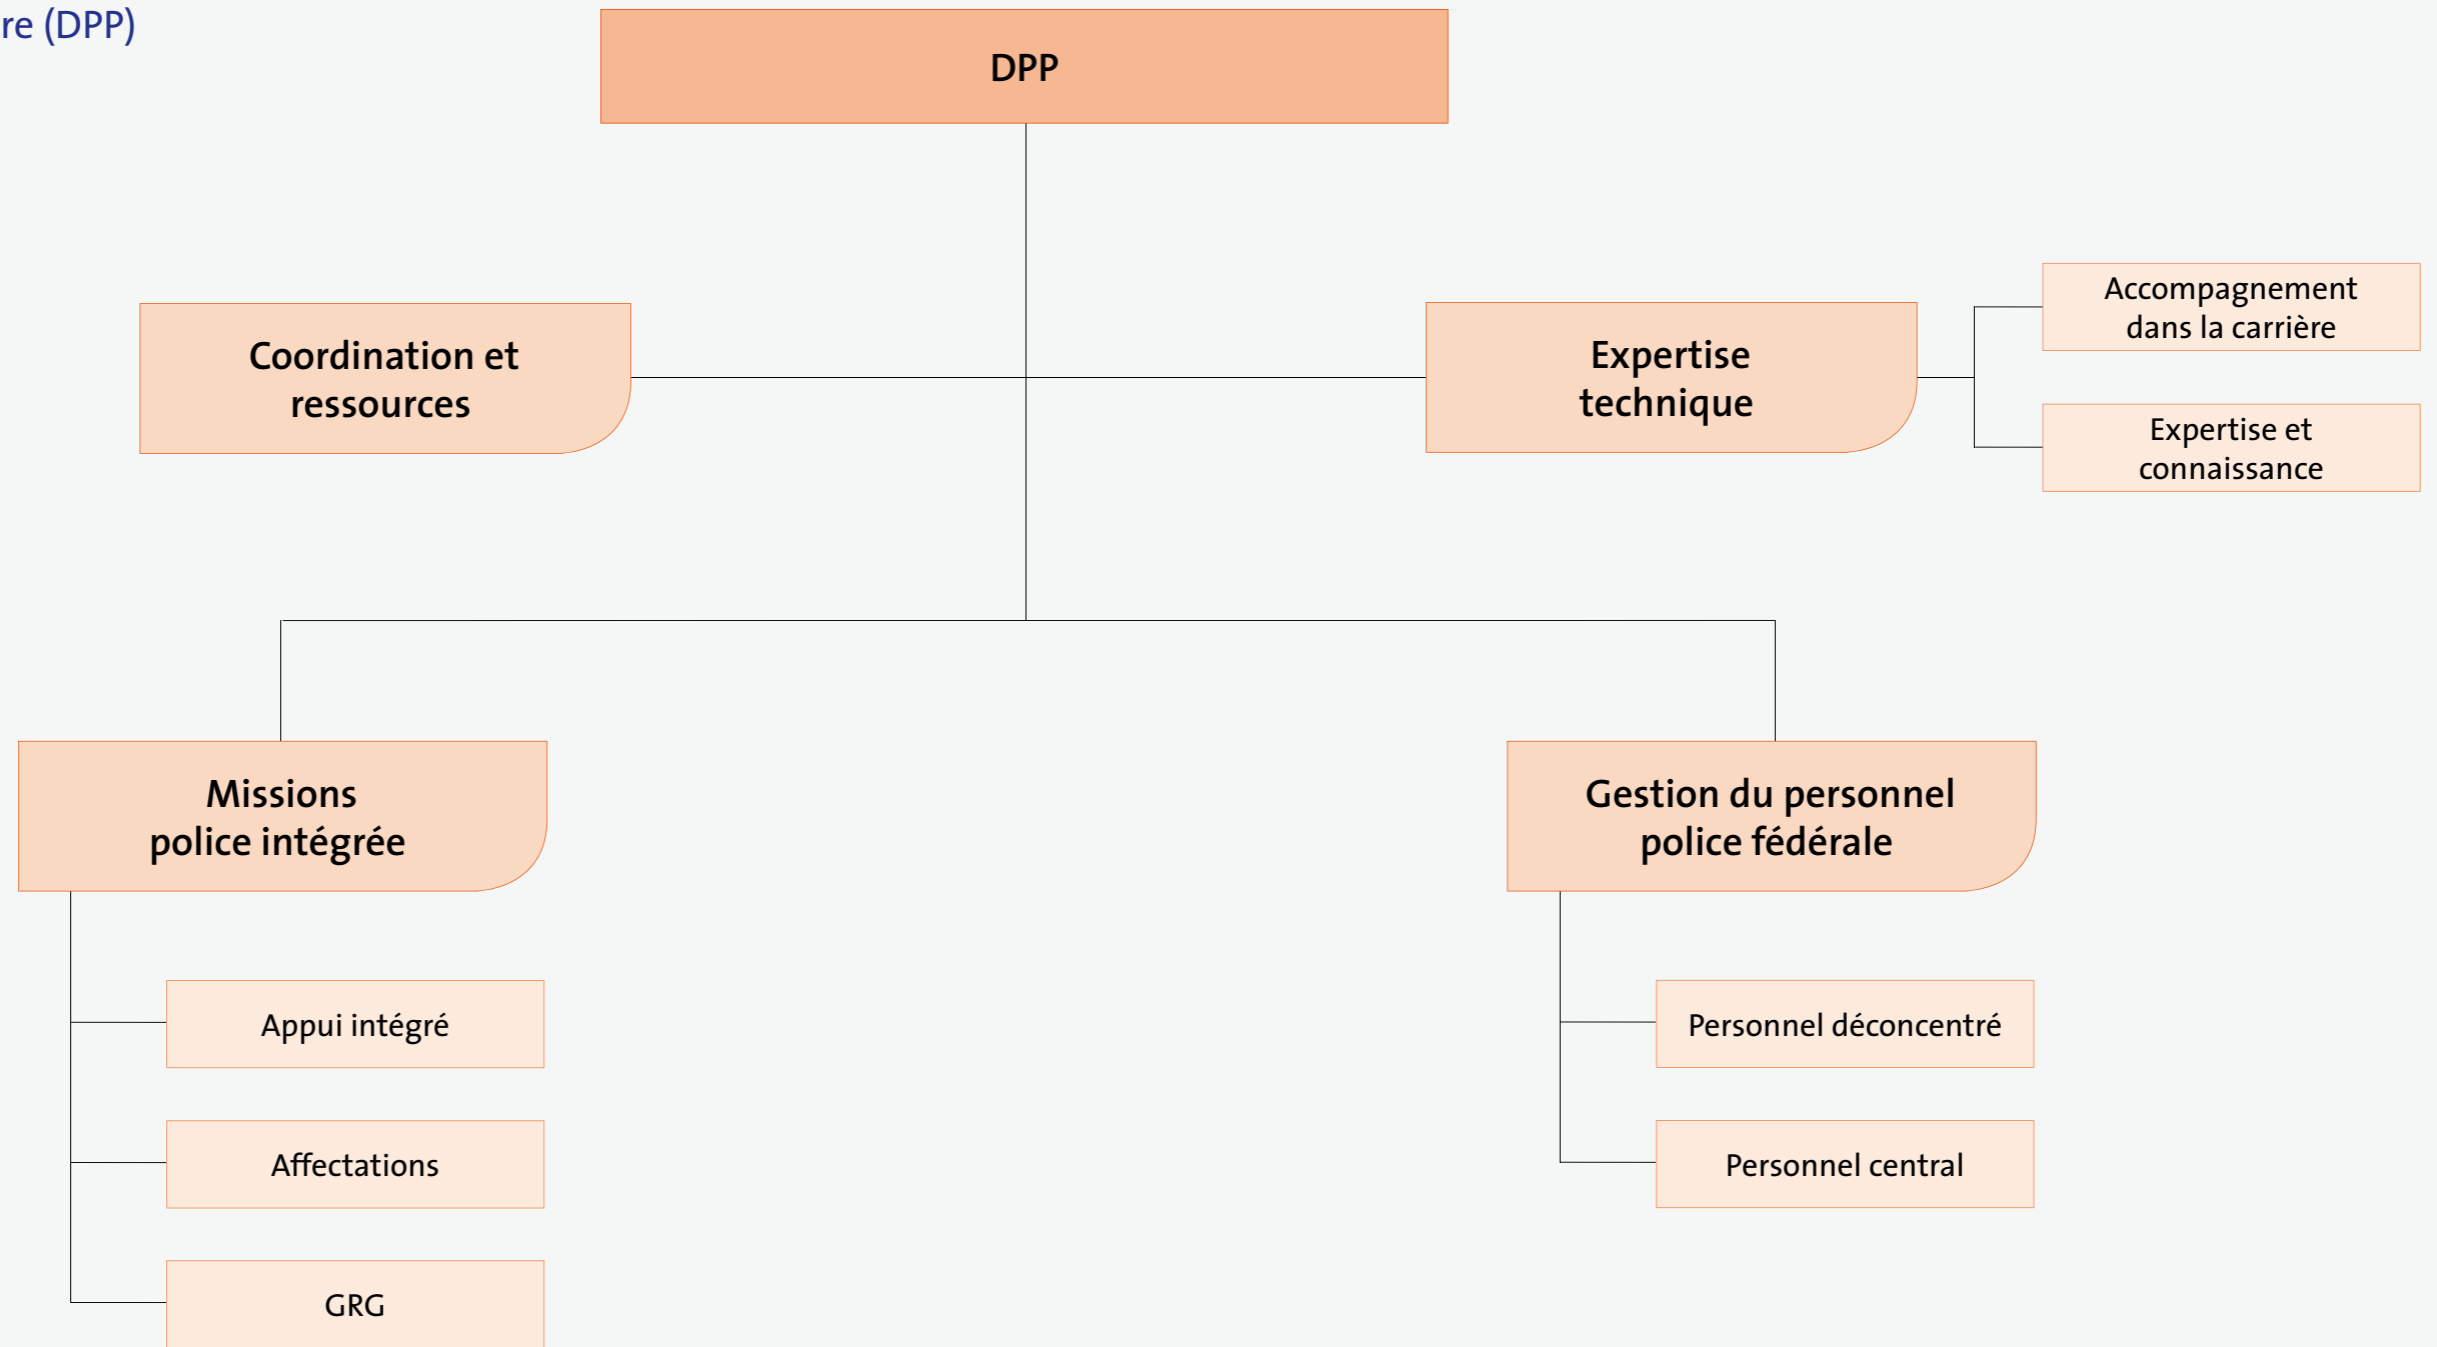 re (DPP)
DPP
Coordination et
ressources
Expertise
technique
Accompagnement
dans la carrière
Expertise et
connaissance
Missions
police intégrée
Gestion du personnel
police fédérale
Appui intégré
Personnel déconcentré
Affectations
Personnel central
GRG